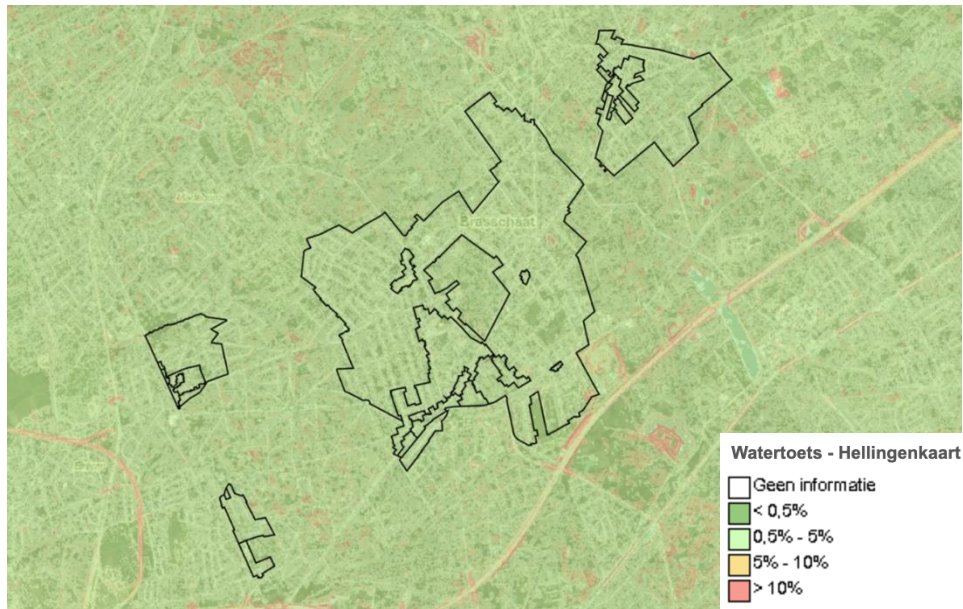 Brasschaat
Watertoets - Hellingenkaart
Geen informatie
< 0,5%
0,5% - 5%
5% - 10%
> 10%